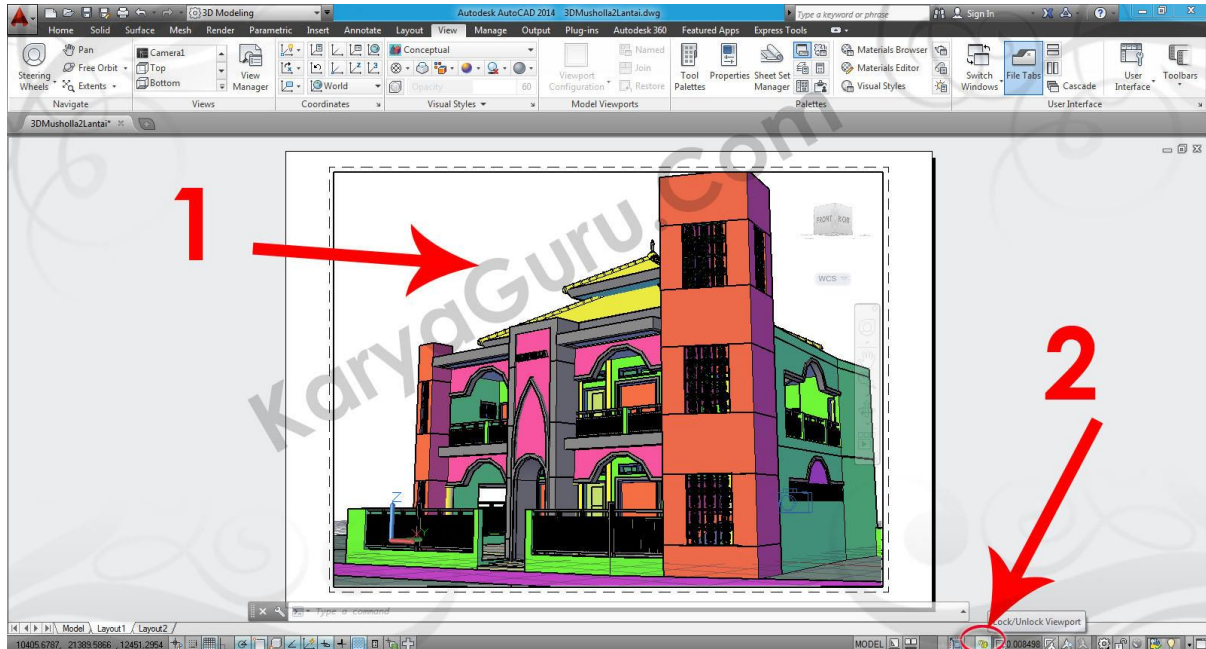 3D Modeling
Autodesk AutoCAD 2014 3DMusholla2Lantai.dwg
Type a keyword or phrase
Sign In
Home Solid Surface Mesh Render Parametric Insert Annotate Layout View Manage Output Plug-ins Autodesk 360 Featured Apps Express Tools
Steering Wheels
Pan
Free Orbit
Extents
Navigate
Camera1
Top
Bottom
View Manager
Views
World
Coordinates
Conceptual
Opacity 60
Visual Styles
Viewport Configuration
Named
Join
Restore
Model Viewports
Tool Palettes
Properties
Sheet Set Manager
Materials Browser
Materials Editor
Visual Styles
Palettes
Switch Windows
File Tabs
Cascade
User Interface
Toolbars
User Interface
3DMusholla2Lantai*
1
KaryaGuru.Com
FRONT
WCS
2
Z
Type a command
Lock/Unlock Viewport
Model Layout1 Layout2
10405.6787, 21389.5866 , 12451.2954
MODEL
0.008498